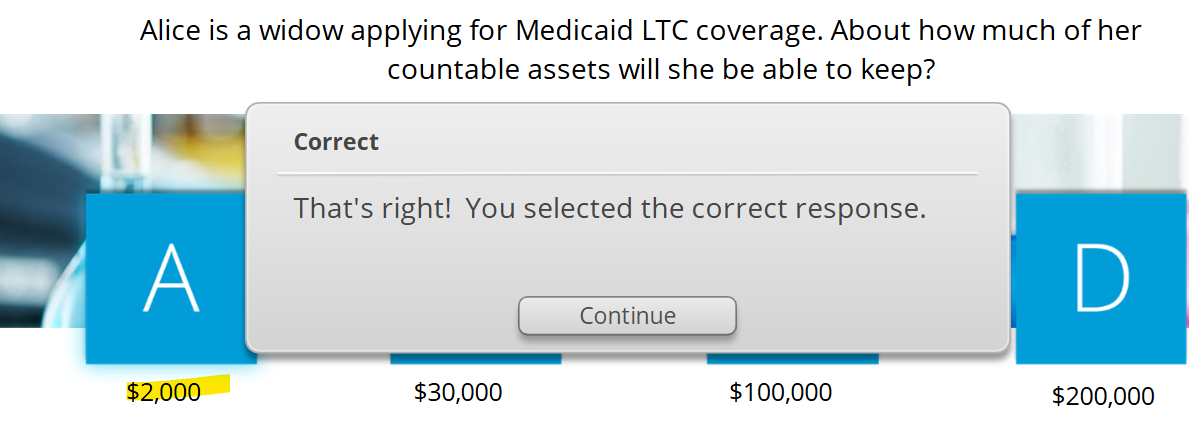 Alice is a widow applying for Medicaid LTC coverage. About how much of her
countable assets will she be able to keep?
Correct
That's right! You selected the correct response.
Continue
A
D
$2,000
$30,000
$100,000
$200,000